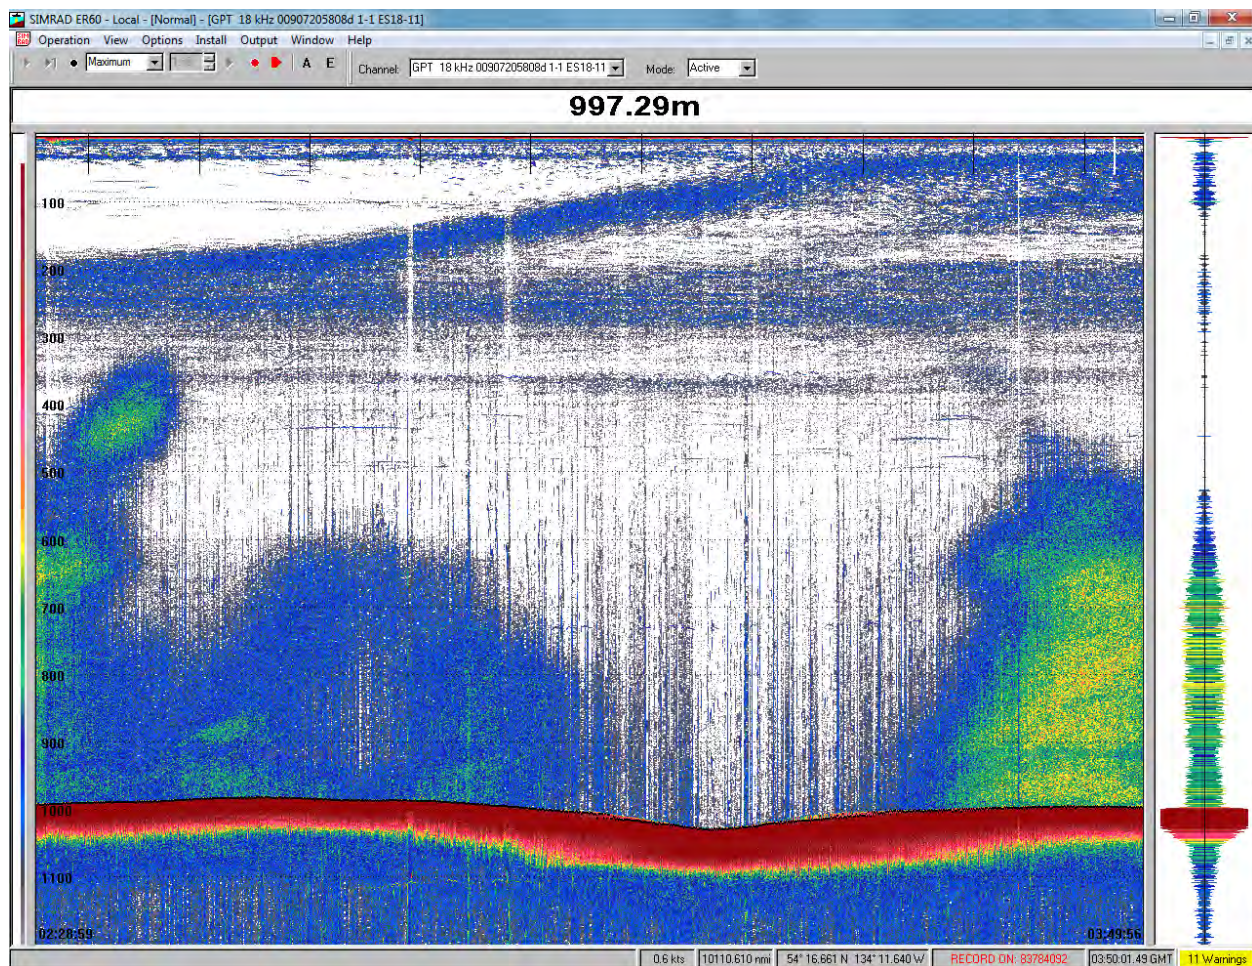 SIMRAD ER60 - Local - [Normal] - [GPT 18 kHz 00907205808d 1-1 ES18-11]
Operation View Options Install Output Window Help
Maximum A E Channel: GPT 18 kHz 00907205808d 1-1 ES18-11 Mode: Active
997.29m
100
200
300
400
500
600
700
800
900
1000
1100
02:28:59 03:49:56
0.6 kts 10110.610 nmi 54° 16.661 N 134° 11.640 W RECORD ON: 83784092 03:50:01.49 GMT 11 Warnings